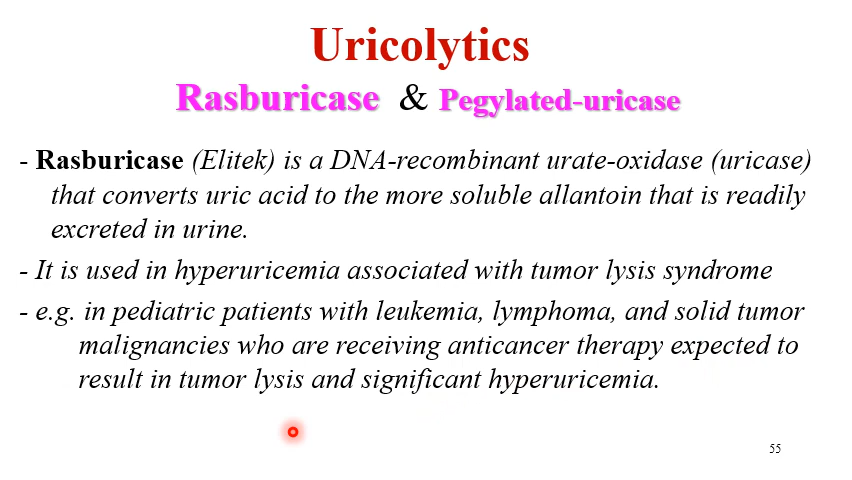 Uricolytics
Rasburicase & Pegylated-uricase
- Rasburicase (Elitek) is a DNA-recombinant urate-oxidase (uricase)
that converts uric acid to the more soluble allantoin that is readily
excreted in urine.
- It is used in hyperuricemia associated with tumor lysis syndrome
- e.g. in pediatric patients with leukemia, lymphoma, and solid tumor
malignancies who are receiving anticancer therapy expected to
result in tumor lysis and significant hyperuricemia.
55